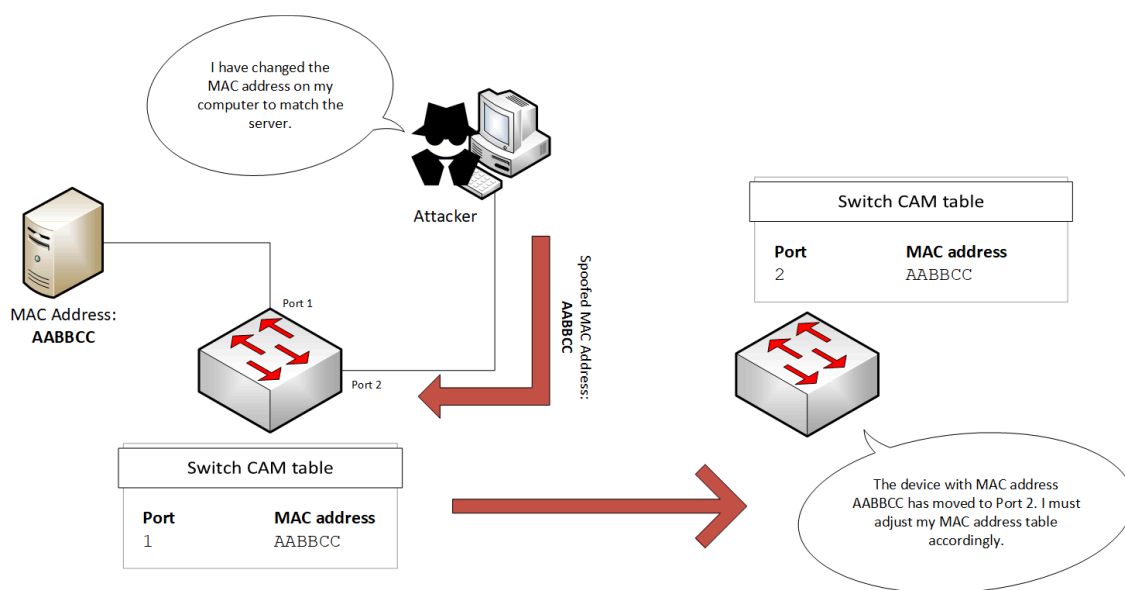 I have changed the
MAC address on my
computer to match the
server.
Attacker
MAC Address:
AABBCC
Port 1
Port 2
Spoofed MAC Address:
AABBCC
Switch CAM table
Port MAC address
1 AABBCC
Switch CAM table
Port MAC address
2 AABBCC
The device with MAC address
AABBCC has moved to Port 2. I must
adjust my MAC address table
accordingly.